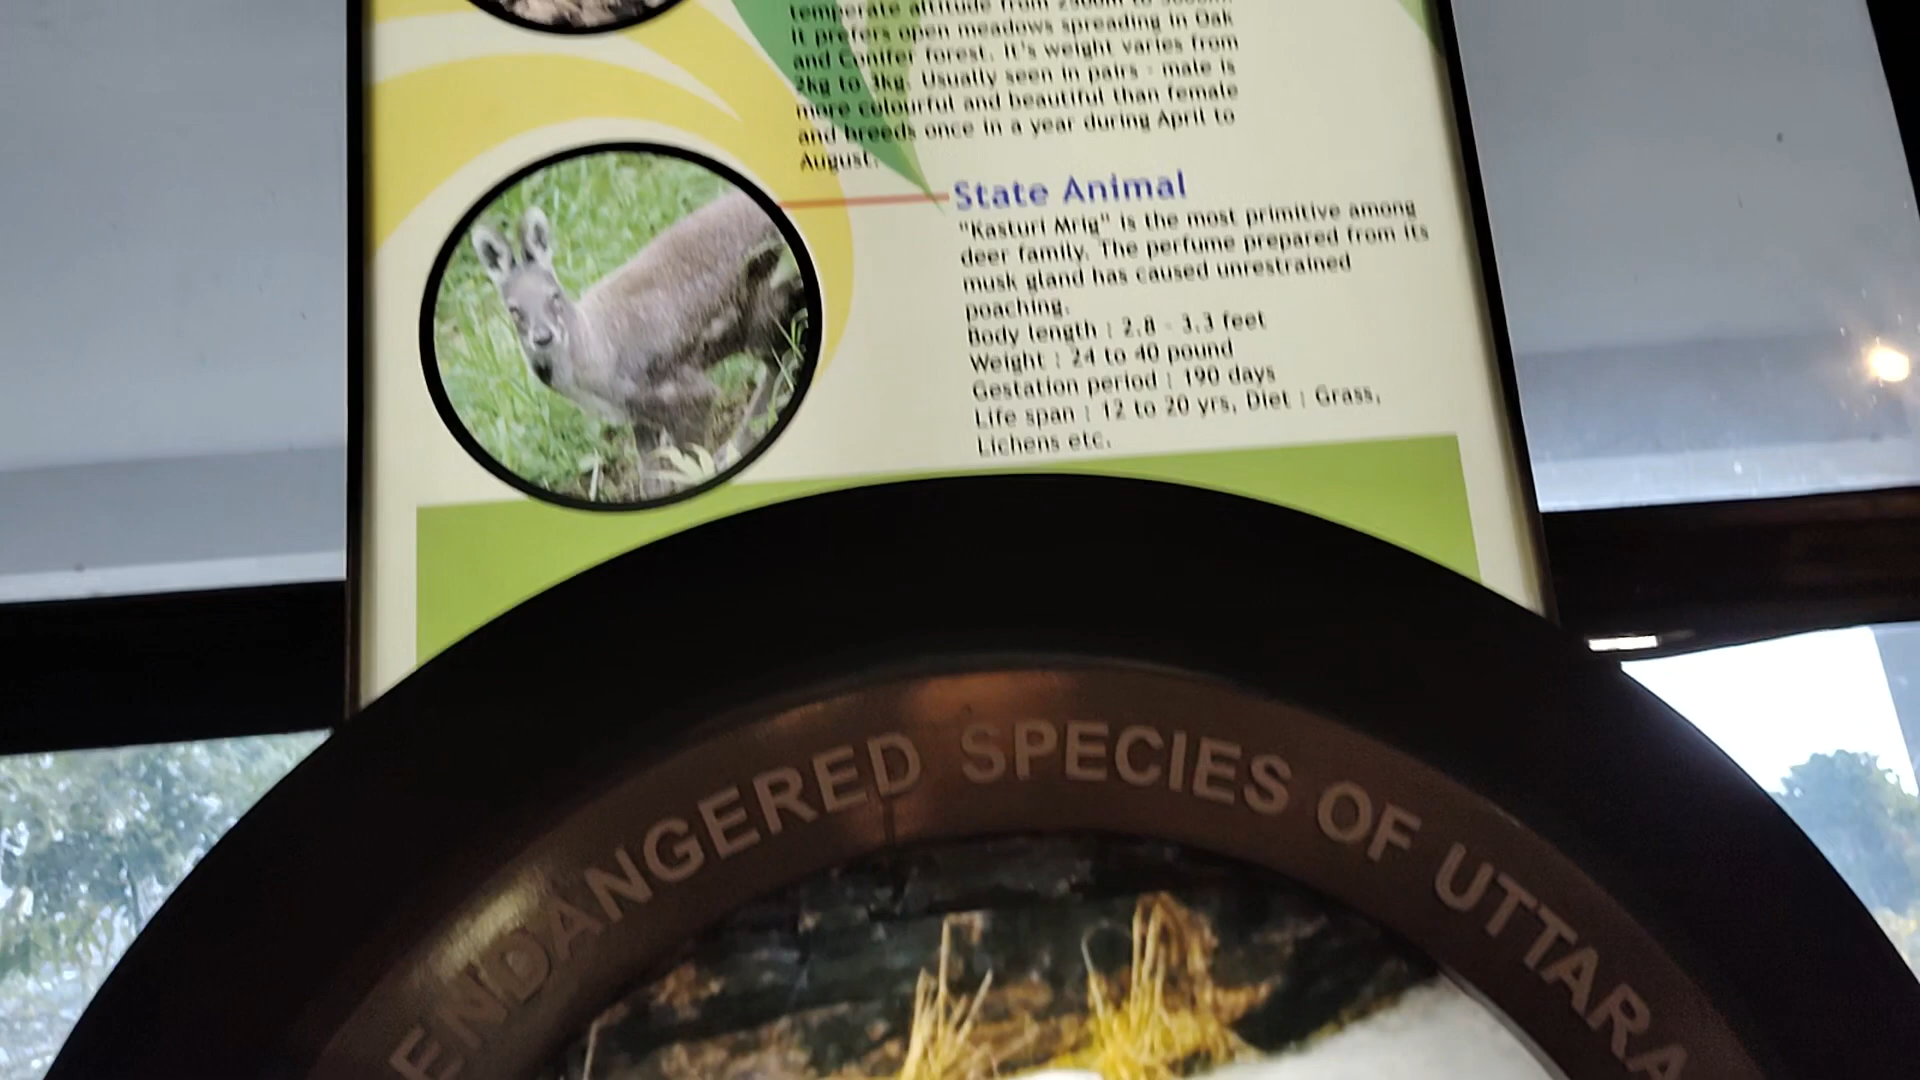 temperate altitude from 2500m to
it prefers open meadows spreading in Oak
and Conifer forest. It's weight varies from
2kg to 3kg. Usually seen in pairs - male is
more colourful and beautiful than female
and breeds once in a year during April to
August.
State Animal
"Kasturi Mrig" is the most primitive among
deer family. The perfume prepared from its
musk gland has caused unrestrained
poaching.
Body length : 2.8 - 3.3 feet
Weight : 24 to 40 pound
Gestation period : 190 days
Life span : 12 to 20 yrs, Diet : Grass,
Lichens etc.
ENDANGERED SPECIES OF UTTARA